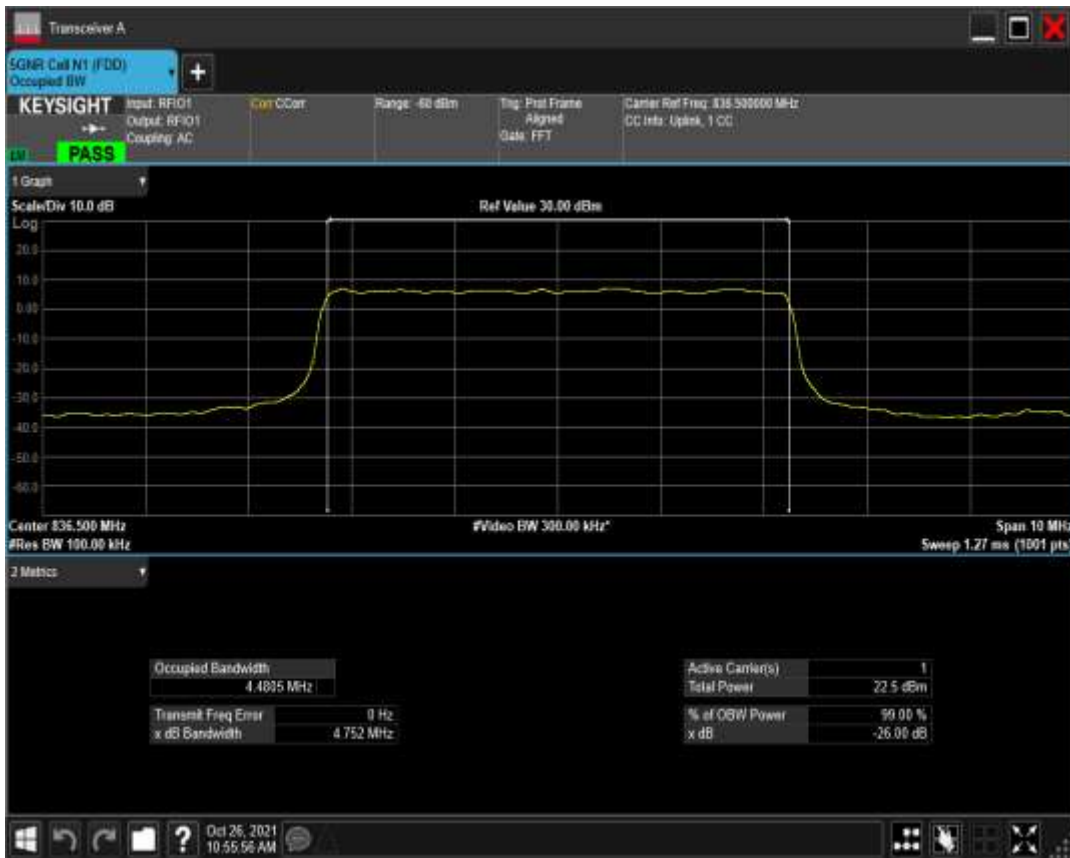 Transceiver A
5GNR Cell N1 (FDD)
Occupied BW
+
KEYSIGHT
PASS
Input: RFIO1
Output: RFIO1
Coupling: AC
Corr CCorr
Range: -60 dBm
Trig: Prot Frame
Aligned
Gate: FFT
Carrier Ref Freq: 836.500000 MHz
CC Info: Uplink, 1 CC
1 Graph
Scale/Div 10.0 dB
Ref Value 30.00 dBm
Log
20.0
10.0
0.00
-10.0
-20.0
-30.0
-40.0
-50.0
-60.0
Center 836.500 MHz
#Video BW 300.00 kHz*
Span 10 MHz
#Res BW 100.00 kHz
Sweep 1.27 ms (1001 pts)
2 Metrics
Occupied Bandwidth
4.4805 MHz
Transmit Freq Error 0 Hz
x dB Bandwidth 4.752 MHz
Active Carrier(s) 1
Total Power 22.5 dBm
% of OBW Power 99.00 %
x dB -26.00 dB
?
Oct 26, 2021
10:55:56 AM